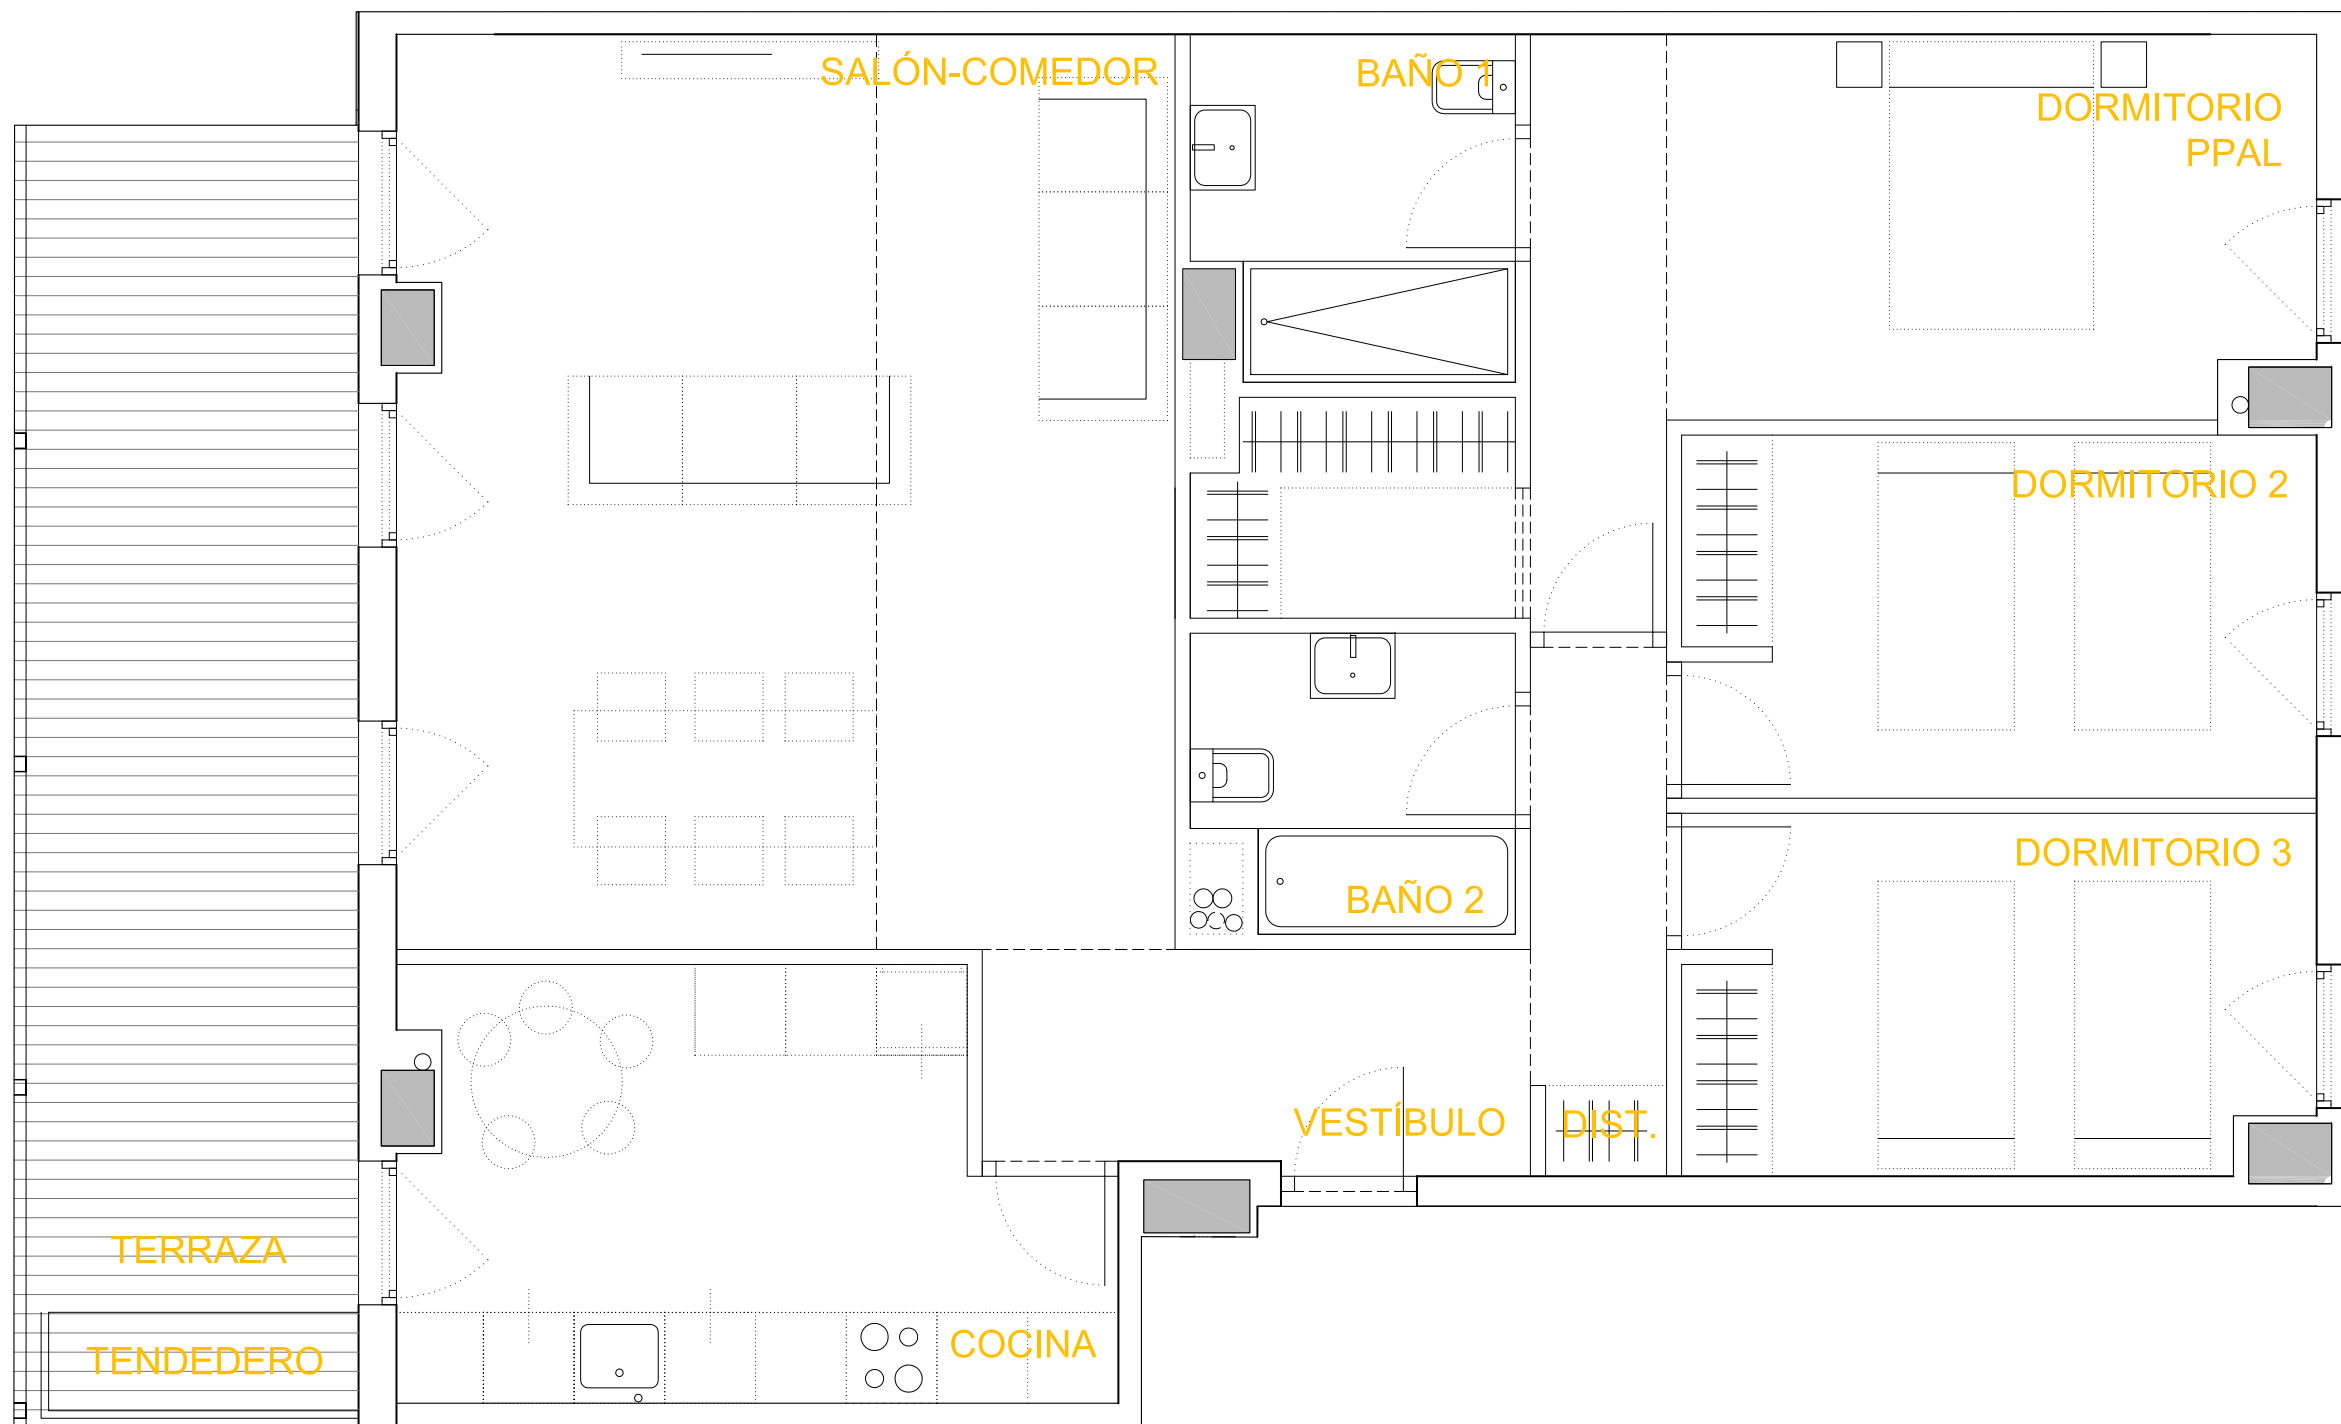 SALÓN-COMEDOR
BAÑO 1
DORMITORIO
PPAL
DORMITORIO 2
DORMITORIO 3
BAÑO 2
VESTÍBULO
DIST.
TERRAZA
COCINA
TENDEDERO